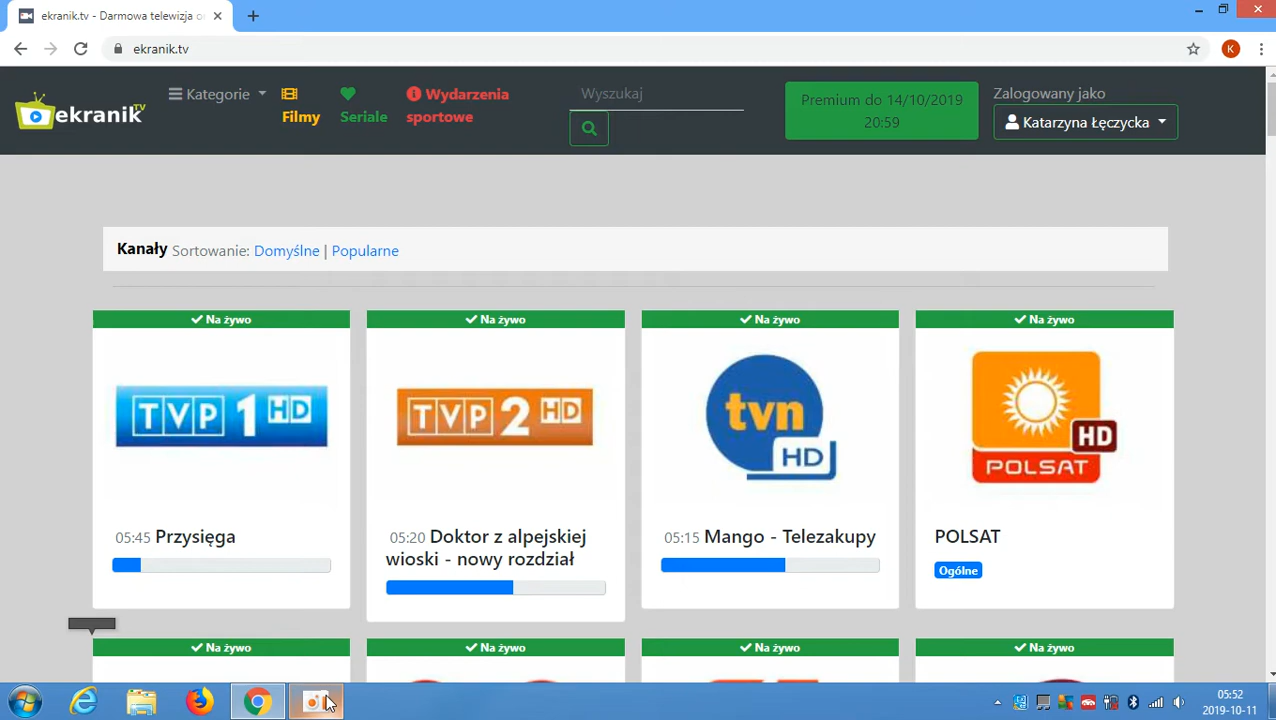 ekranik.tv - Darmowa telewizja o
ekranik.tv
K
ekranik TV
Kategorie
Filmy
Seriale
Wydarzenia
sportowe
Wyszukaj
Premium do 14/10/2019
20:59
Zalogowany jako
Katarzyna Łęczycka
Kanały Sortowanie: Domyślne | Popularne
Na żywo
Na żywo
Na żywo
Na żywo
TVP 1 HD
TVP 2 HD
tvn
HD
HD
POLSAT
05:45 Przysięga
05:20 Doktor z alpejskiej
wioski - nowy rozdział
05:15 Mango - Telezakupy
POLSAT
Ogólne
Na żywo
Na żywo
Na żywo
Na żywo
05:52
2019-10-11